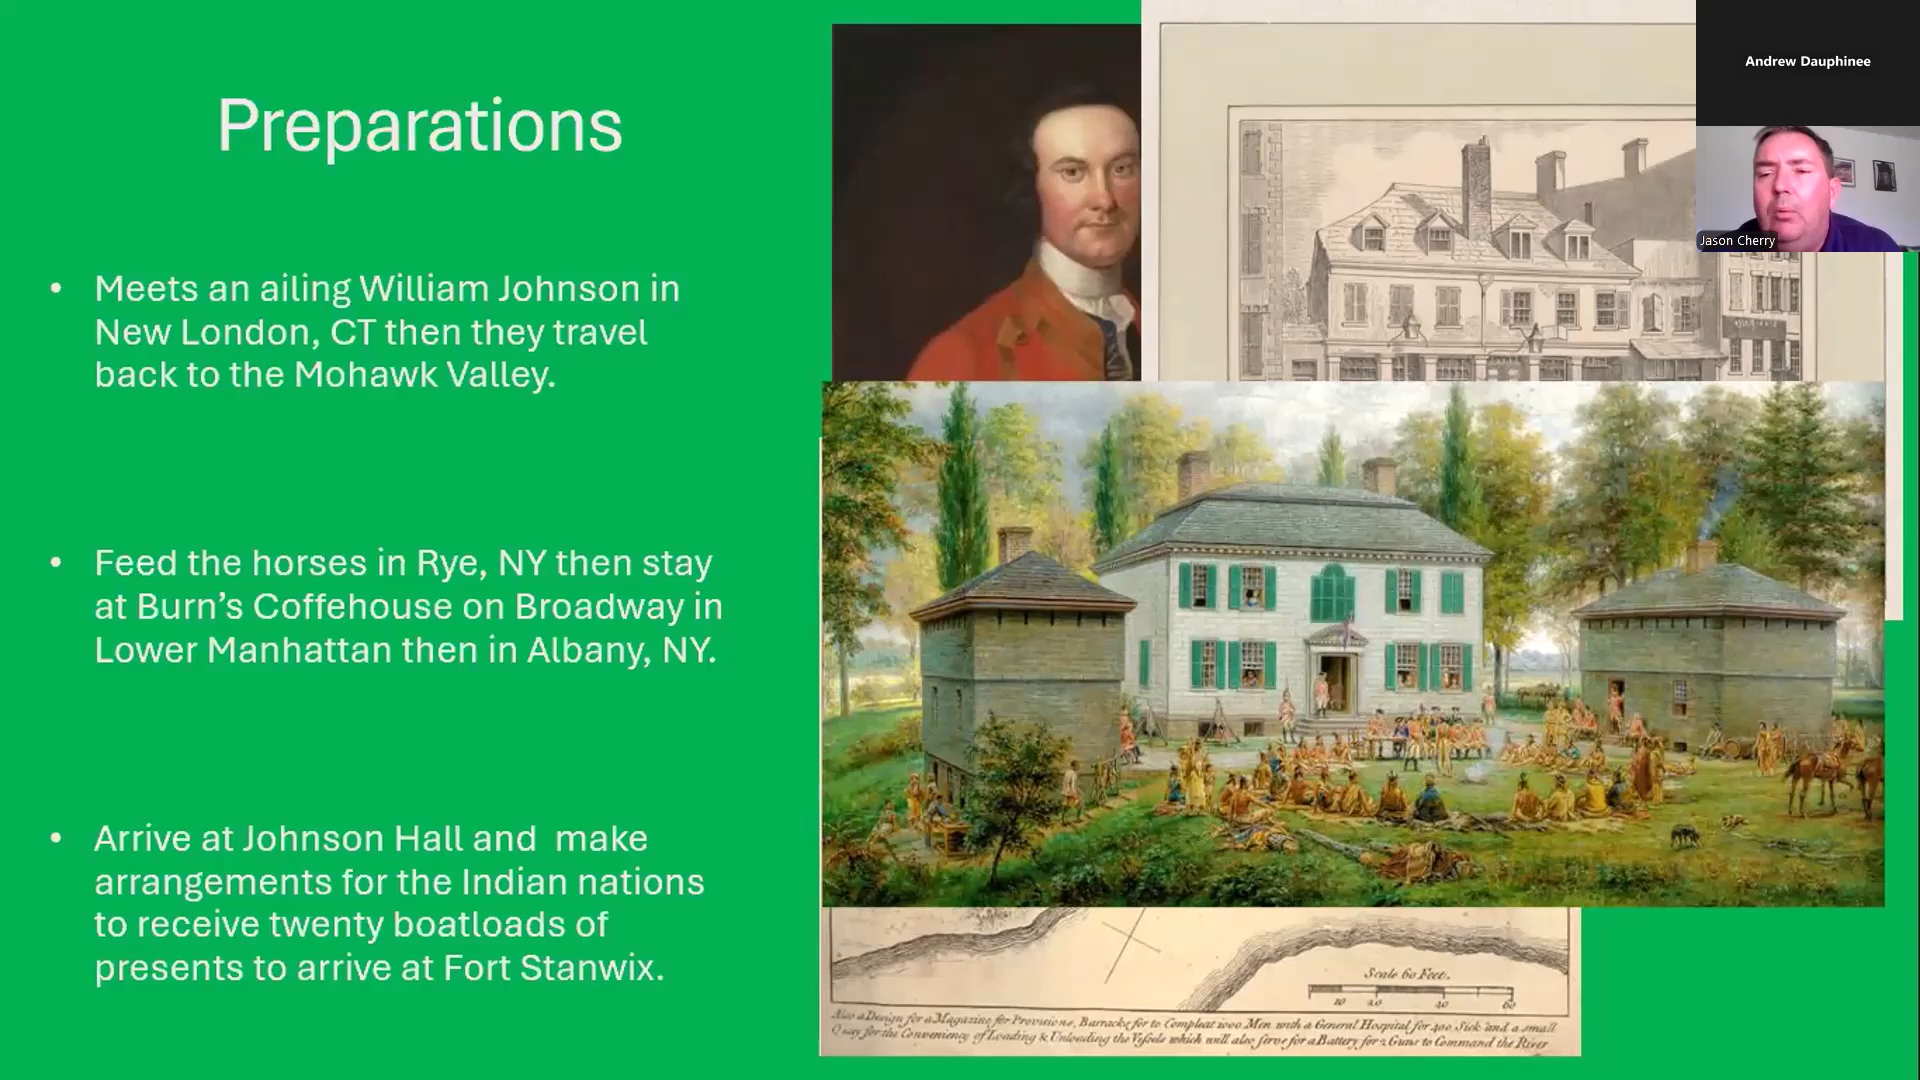 Preparations
• Meets an ailing William Johnson in
New London, CT then they travel
back to the Mohawk Valley.
• Feed the horses in Rye, NY then stay
at Burn’s Coffehouse on Broadway in
Lower Manhattan then in Albany, NY.
• Arrive at Johnson Hall and  make
arrangements for the Indian nations
to receive twenty boatloads of
presents to arrive at Fort Stanwix.
Andrew Dauphinee
Jason Cherry
Scale 60 Feet.
10 20 40 60
Also a Design for a Magazine for Provisions, Barracks for to Compleat 1000 Men with a General Hospital for 400 Sick and a small
Quay for the Conveniency of Loading & Unloading the Vessels which will also serve for a Battery for 2 Guns to Command the River